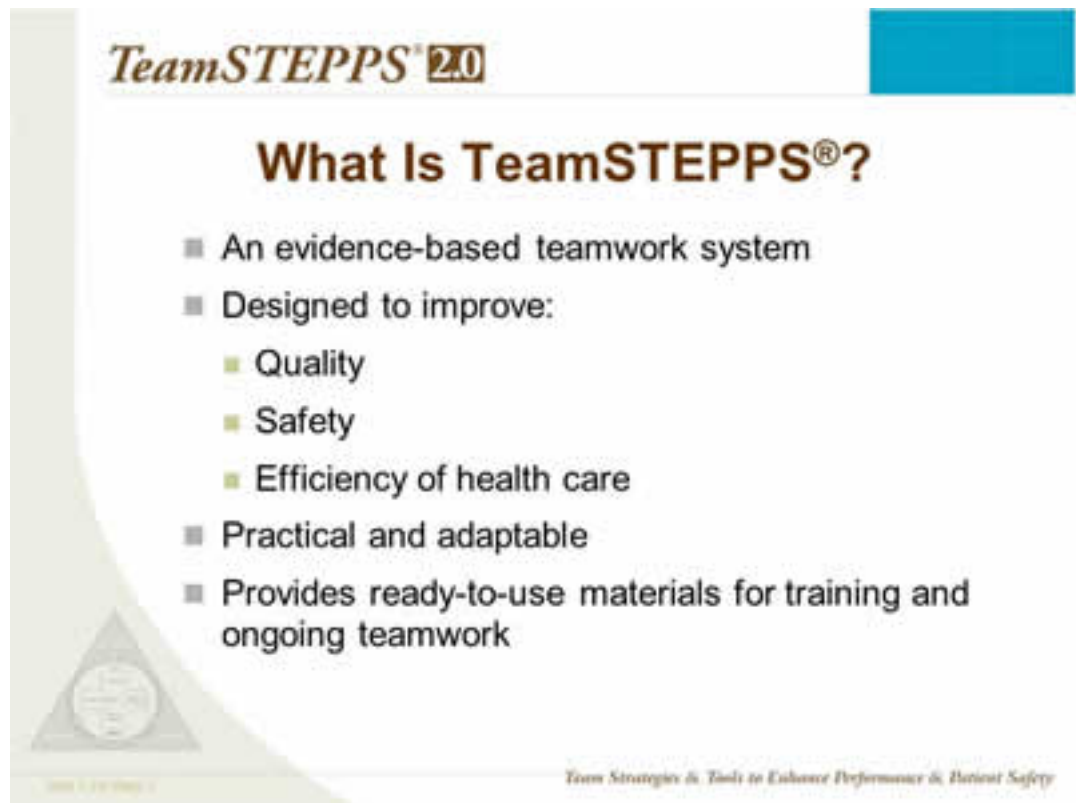 TeamSTEPPS® 2.0
What Is TeamSTEPPS®?
An evidence-based teamwork system
Designed to improve:
Quality
Safety
Efficiency of health care
Practical and adaptable
Provides ready-to-use materials for training and
ongoing teamwork
Team Strategies & Tools to Enhance Performance & Patient Safety